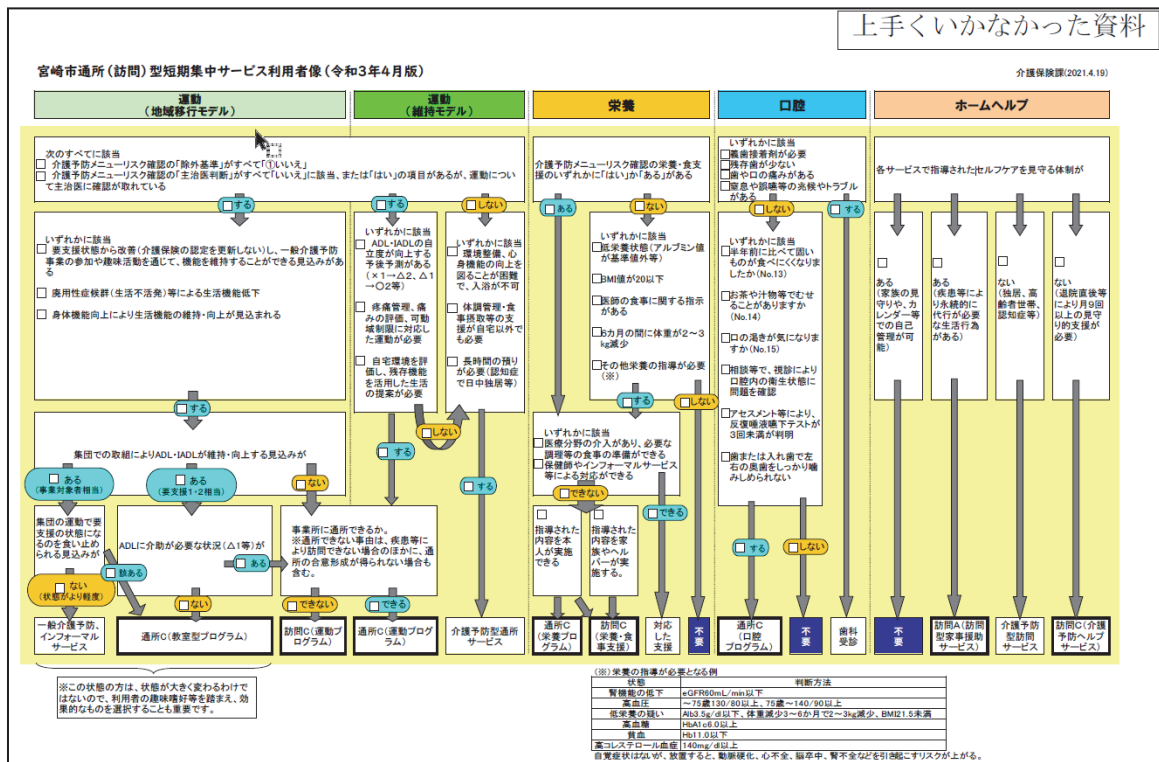 上手くいかなかった資料
宮崎市通所(訪問)型短期集中サービス利用者像(令和3年4月版)
介護保険課(2021.4.19)
運動
(地域移行モデル)
運動
(維持モデル)
栄養
口腔
ホームヘルプ
次のすべてに該当
介護予防メニューリスク確認の「除外基準」がすべて「①いいえ」
介護予防メニューリスク確認の「主治医判断」がすべて「いいえ」に該当、または「はい」の項目があるが、運動につい
て主治医に確認が取れている
する
する
しない
いずれかに該当
要支援状態から改善(介護保険の認定を更新しない)し、一般介護予防
事業の参加や趣味活動を通じて、機能を維持することができる見込みがあ
る
廃用性症候群(生活不活発)等による生活機能低下
身体機能向上により生活機能の維持・向上が見込まれる
する
いずれかに該当
ADL・IADLの自
立度が向上する
予後予測がある
(×1→△2、△1
→〇2等)
疼痛管理、痛
みの評価、可動
域制限に対応し
た運動が必要
自宅環境を評
価し、残存機能
を活用した生活
の提案が必要
いずれかに該当
環境整備、心
身機能の向上を
図ることが困難
で、入浴が不可
体調管理・食
事摂取等の支
援が自宅以外で
も必要
長時間の預り
が必要(認知症
で日中独居等)
しない
する
する
集団での取組によりADL・IADLが維持・向上する見込みが
ある
(事業対象者相当)
ある
(要支援1・2相当)
ない
集団の運動で要
支援の状態にな
るのを食い止め
られる見込みが
ADLに介助が必要な状況(△1等)が
ある
事業所に通所できるか。
※通所できない事由は、疾患等に
より訪問できない場合のほかに、通
所の合意形成が得られない場合も
含む。
ない
(状態がより軽度)
ある
ない
できない
できる
一般介護予防、
インフォーマル
サービス
通所C(教室型プログラム)
訪問C(運動プ
ログラム)
通所C(運動プログ
ラム)
介護予防型通所
サービス
※この状態の方は、状態が大きく変わるわけ
ではないので、利用者の趣味嗜好等を踏まえ、効
果的なものを選択することも重要です。
介護予防メニューリスク確認の栄養・食支
援のいずれかに「はい」か「ある」がある
ある
ない
いずれかに該当
低栄養状態(アルブミン値
が基準値外等)
BMI値が20以下
医師の食事に関する指示
がある
6カ月の間に体重が2～3
kg減少
その他栄養の指導が必要
(※)
する
しない
いずれかに該当
医療分野の介入があり、必要な
調理等の食事の準備ができる
保健師やインフォーマルサービス
等による対応ができる
できない
できる
指導された
内容を本
人が実施
できる
指導された
内容を家
族やヘル
パーが実
施する。
通所C
(栄養プロ
グラム)
訪問C
(栄養・食
事支援)
対応
した
支援
不
要
いずれかに該当
義歯接着剤が必要
残存歯が少ない
歯や口の痛みがある
窒息や誤嚥等の兆候やトラブル
がある
しない
する
いずれかに該当
半年前に比べて固い
ものが食べにくくなりま
したか(No.13)
お茶や汁物等でむせ
ることがありますか
(No.14)
口の渇きが気になりま
すか(No.15)
相談等で、視診により
口腔内の衛生状態に
問題を確認
アセスメント等により、
反復唾液嚥下テストが
3回未満が判明
歯または入れ歯で左
右の奥歯をしっかり噛
みしめられない
する
しない
通所C
(口腔
プログラム)
不
要
歯科
受診
各サービスで指導されたセルフケアを見守る体制が
ある
(家族の見
守りや、カ
レンダー等
での自己
管理が可
能)
ある
(疾患等によ
り永続的に
代行が必要
な生活行為
がある)
ない
(独居、高
齢者世帯、
認知症等)
ない
(退院直後等
により月9回以
上の見守
り的支援が
必要)
不
要
訪問A(訪問
型家事援助
サービス)
介護予防
型訪問
サービス
訪問C(介護
予防ヘルプ
サービス)
(※)栄養の指導が必要となる例
状態 判断方法
腎機能の低下 eGFR60mL/min以下
高血圧 ～75歳130/80以上、75歳～140/90以上
低栄養の疑い Alb3.5g/dl以下、体重減少3～6か月で2～3kg減少、BMI21.5未満
高血糖 HbA1c6.0以上
貧血 Hb11.0以下
高コレステロール血症 140mg/dl以上
自覚症状はないが、放置すると、動脈硬化、心不全、脳卒中、腎不全などを引き起こすリスクが上がる。